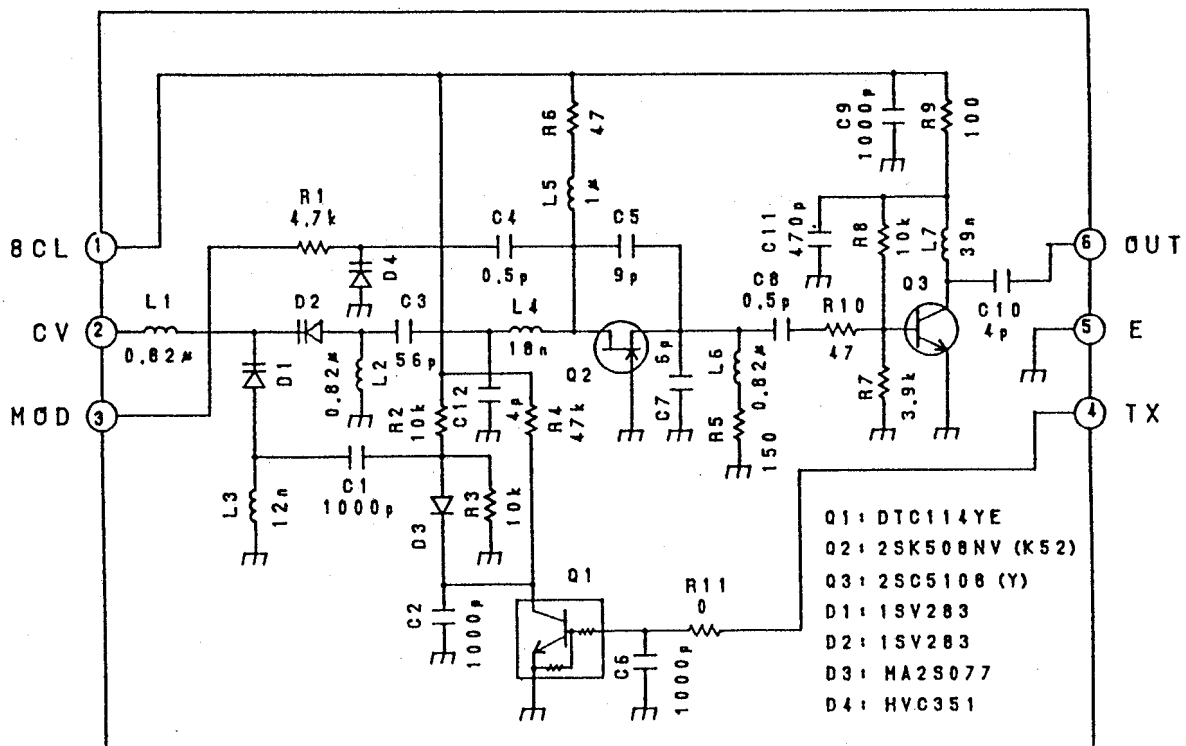 8CL
1
CV
2
MOD
3
L1
0.82μ
R1
4.7k
D4
D2
D1
L3
12n
C1
1000p
L2
0.82μ
C3
56p
R2
10k
D3
C2
1000p
C12
4p
R3
10k
R4
47k
R6
47
L5
1μ
C4
0.5p
C5
9p
L4
18n
Q2
6p
C7
L6
0.82μ
R5
150
C8
0.5p
R10
47
C11
470p
R8
10k
R7
3.9k
C9
1000p
R9
100
L7
39n
Q3
C10
4p
6
OUT
5
E
4
TX
Q1
C6
1000p
R11
0
Q1: DTC114YE
Q2: 2SK508NV (K52)
Q3: 2SC5108 (Y)
D1: 1SV283
D2: 1SV283
D3: MA2S077
D4: HVC351